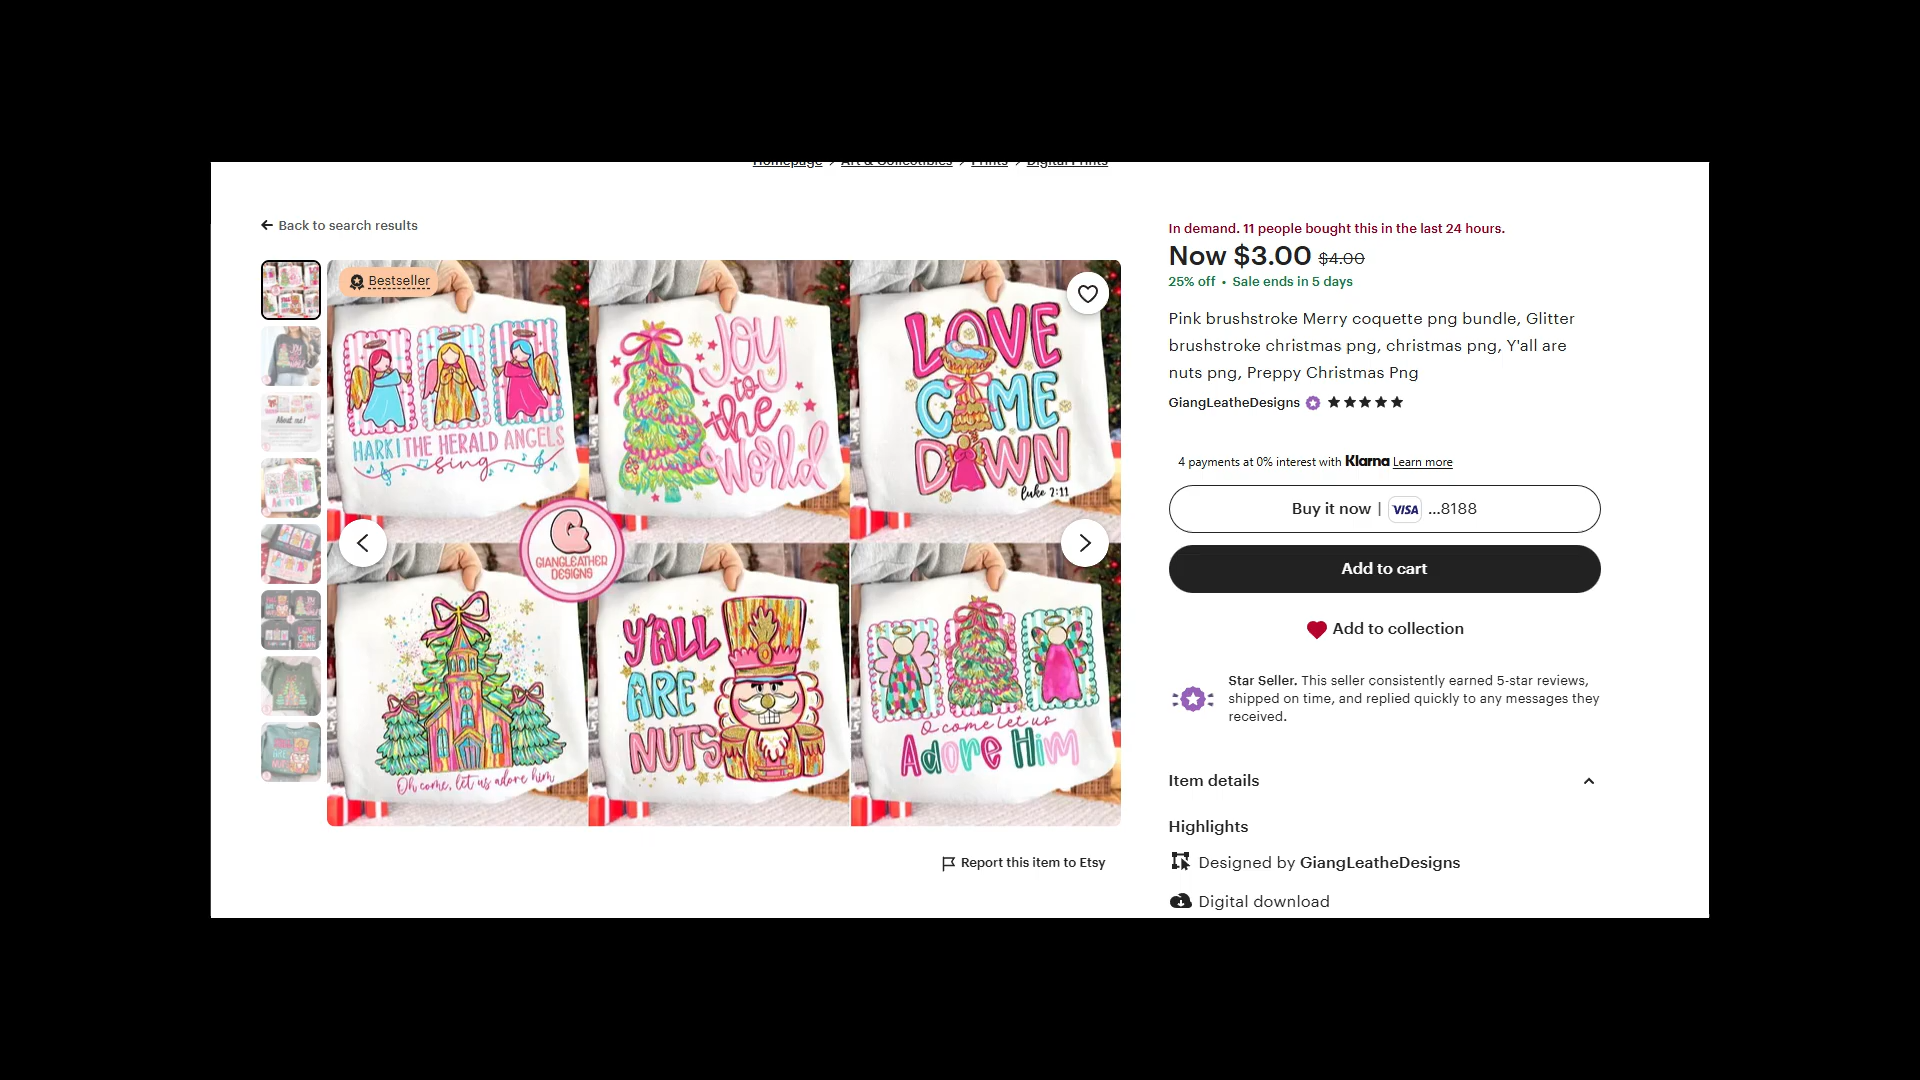 Homepage Art & Collectibles Prints Digital Prints
Back to search results
Bestseller
HARK! THE HERALD ANGELS
sing
JOY
to
the
World
LOVE
CAME
DOWN
luke 2:11
G
GIANGLEATHER
DESIGNS
Oh come, let us adore him
Y'ALL
ARE
NUTS
O come let us
Adore Him
Report this item to Etsy
In demand. 11 people bought this in the last 24 hours.
Now $3.00 $4.00
25% off • Sale ends in 5 days
Pink brushstroke Merry coquette png bundle, Glitter
brushstroke christmas png, christmas png, Y'all are
nuts png, Preppy Christmas Png
GiangLeatheDesigns
4 payments at 0% interest with Klarna Learn more
Buy it now | VISA ...8188
Add to cart
Add to collection
Star Seller. This seller consistently earned 5-star reviews,
shipped on time, and replied quickly to any messages they
received.
Item details
Highlights
Designed by GiangLeatheDesigns
Digital download